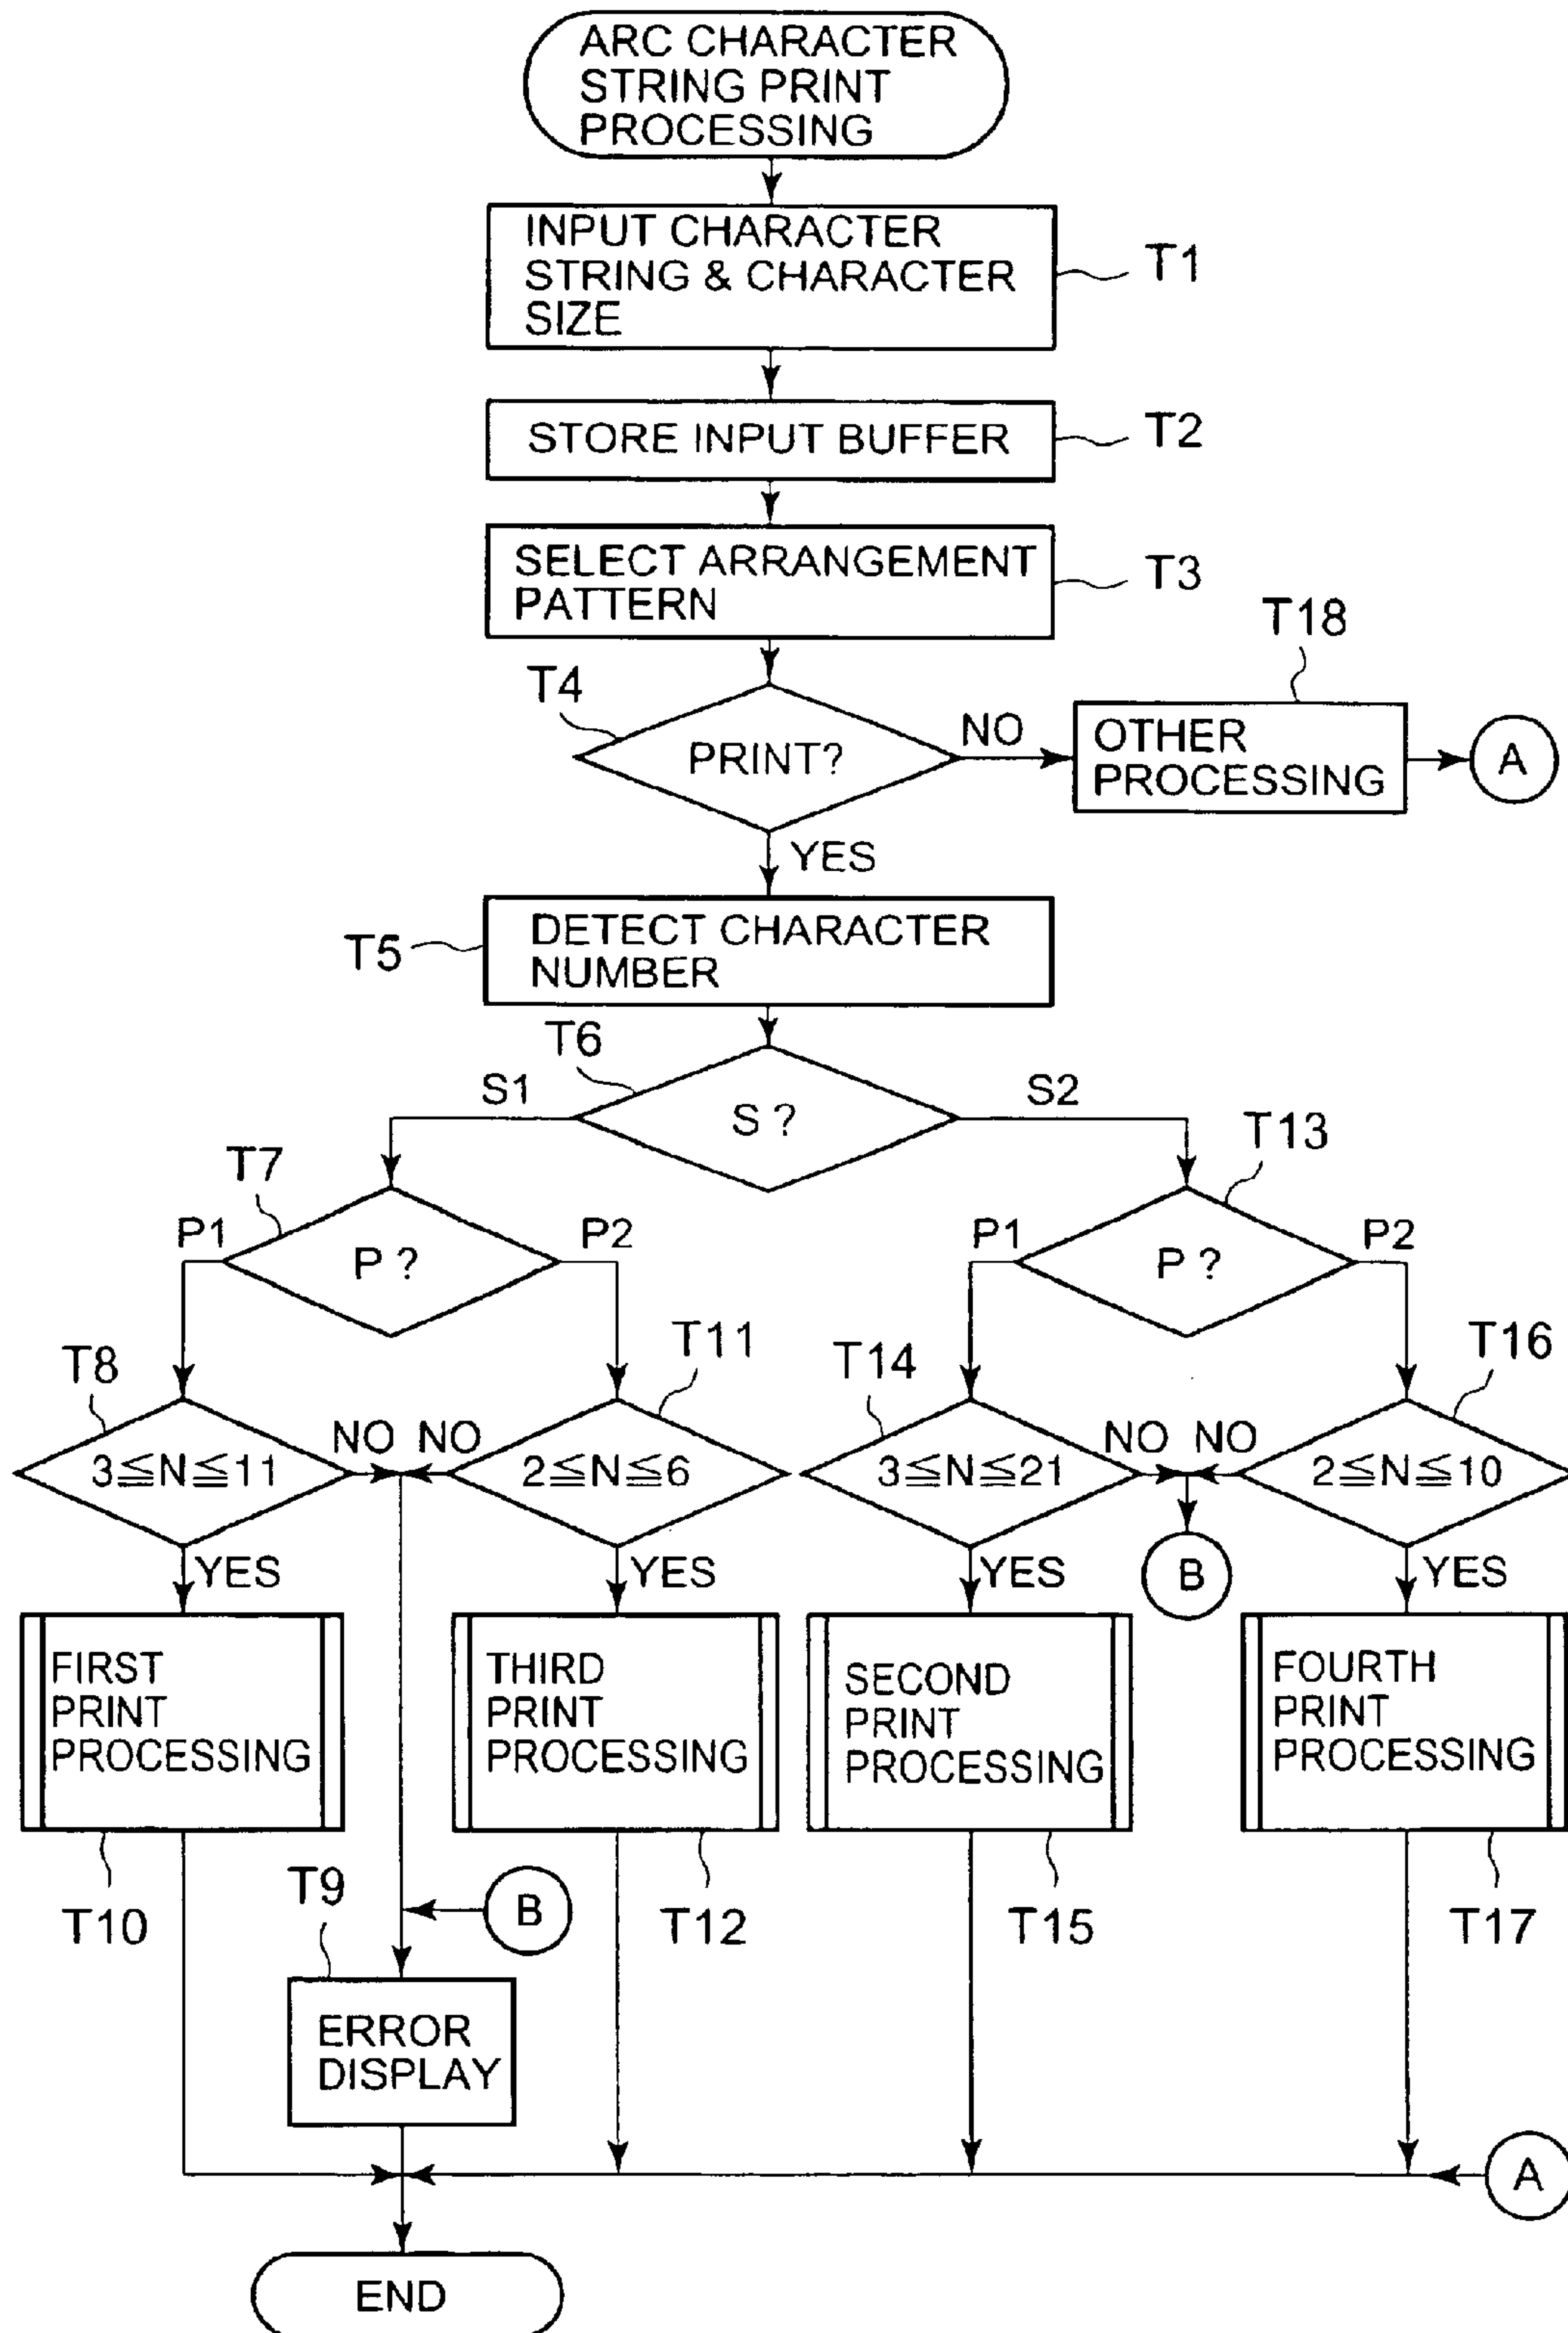 ARC CHARACTER
STRING PRINT
PROCESSING
INPUT CHARACTER
STRING & CHARACTER
SIZE
T1
STORE INPUT BUFFER
T2
SELECT ARRANGEMENT
PATTERN
T3
T18
T4
PRINT?
NO
OTHER
PROCESSING
A
YES
DETECT CHARACTER
NUMBER
T5
T6
S1
S ?
S2
T7
T13
P1
P ?
P2
P1
P ?
P2
T8
T11
T14
T16
3≦N≦11
NO
NO
2≦N≦6
3≦N≦21
NO
NO
2≦N≦10
YES
YES
YES
B
YES
FIRST
PRINT
PROCESSING
THIRD
PRINT
PROCESSING
SECOND
PRINT
PROCESSING
FOURTH
PRINT
PROCESSING
T10
T9
B
T12
T15
T17
ERROR
DISPLAY
A
END